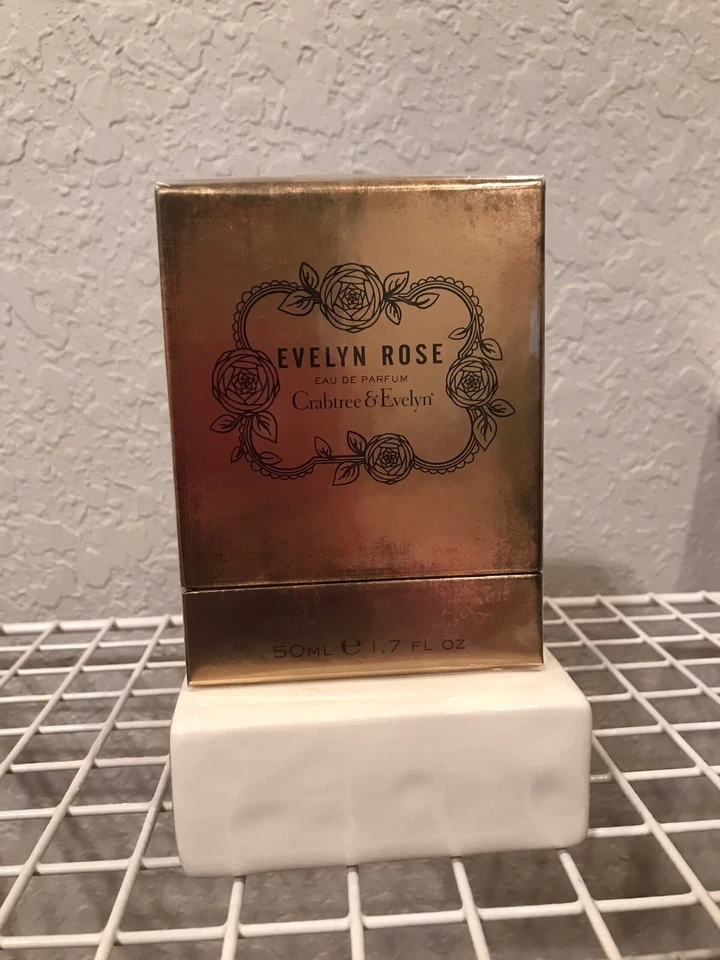 EVELYN ROSE
EAU DE PARFUM
Crabtree & Evelyn®
50ML ℮ 1.7 FL OZ